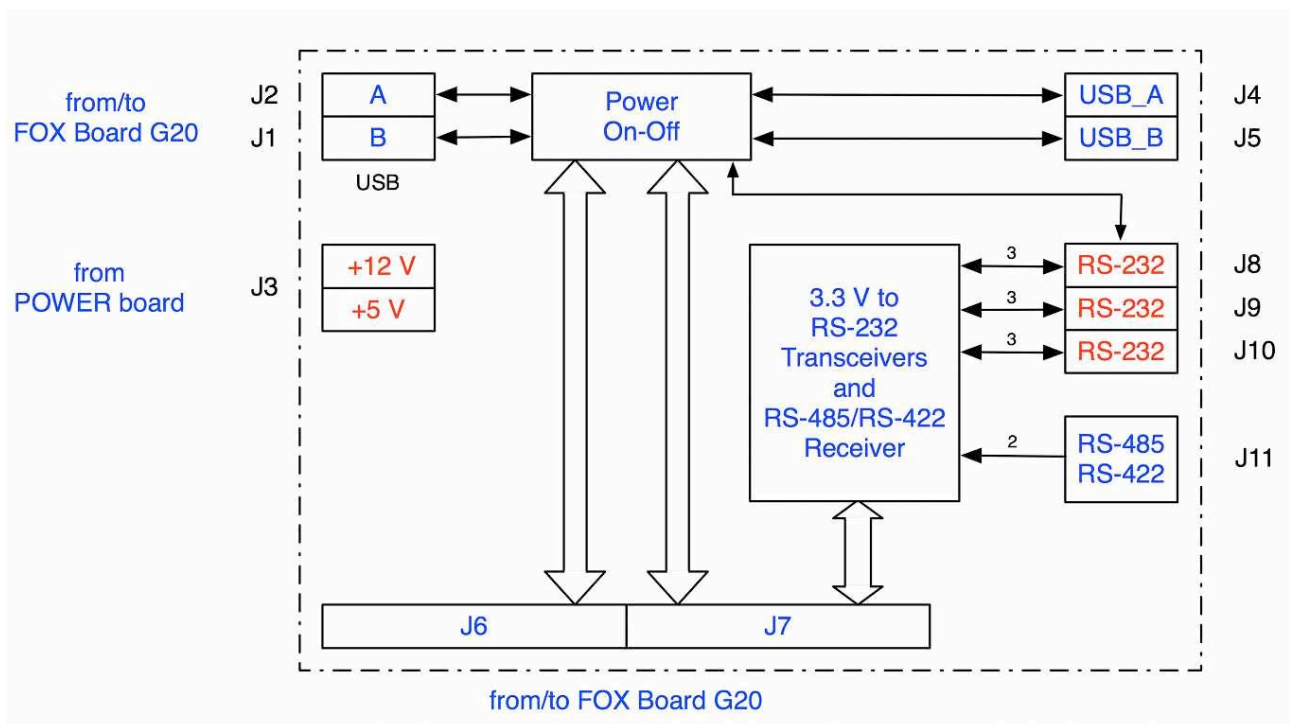 from/to
FOX Board G20
J2
J1
A
B
USB
Power
On-Off
USB_A
USB_B
J4
J5
from
POWER board
J3
+12 V
+5 V
3.3 V to
RS-232
Transceivers
and
RS-485/RS-422
Receiver
3
3
3
2
RS-232
RS-232
RS-232
J8
J9
J10
RS-485
RS-422
J11
J6
J7
from/to FOX Board G20